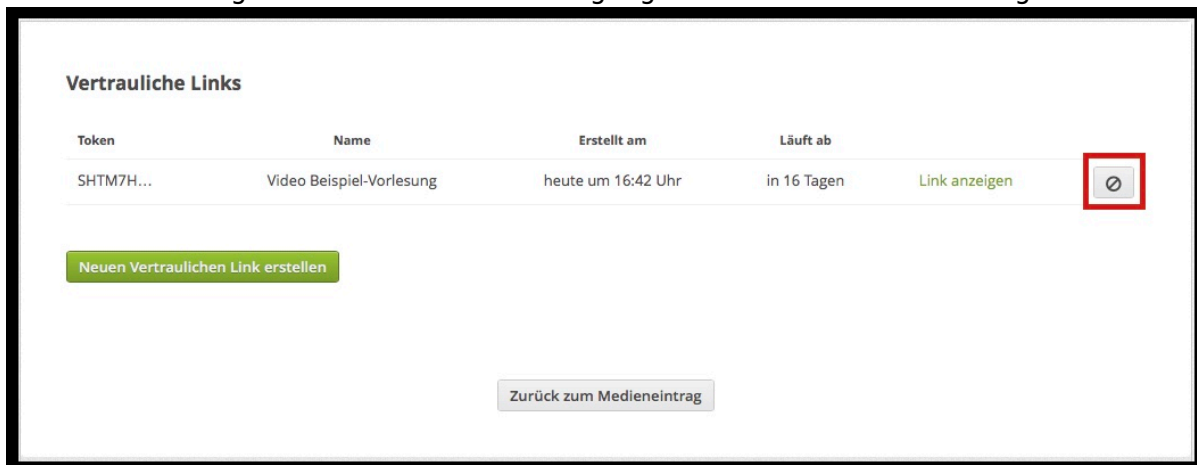 Vertrauliche Links
Token Name Erstellt am Läuft ab
SHTM7H... Video Beispiel-Vorlesung heute um 16:42 Uhr in 16 Tagen Link anzeigen
Neuen Vertraulichen Link erstellen
Zurück zum Medieneintrag